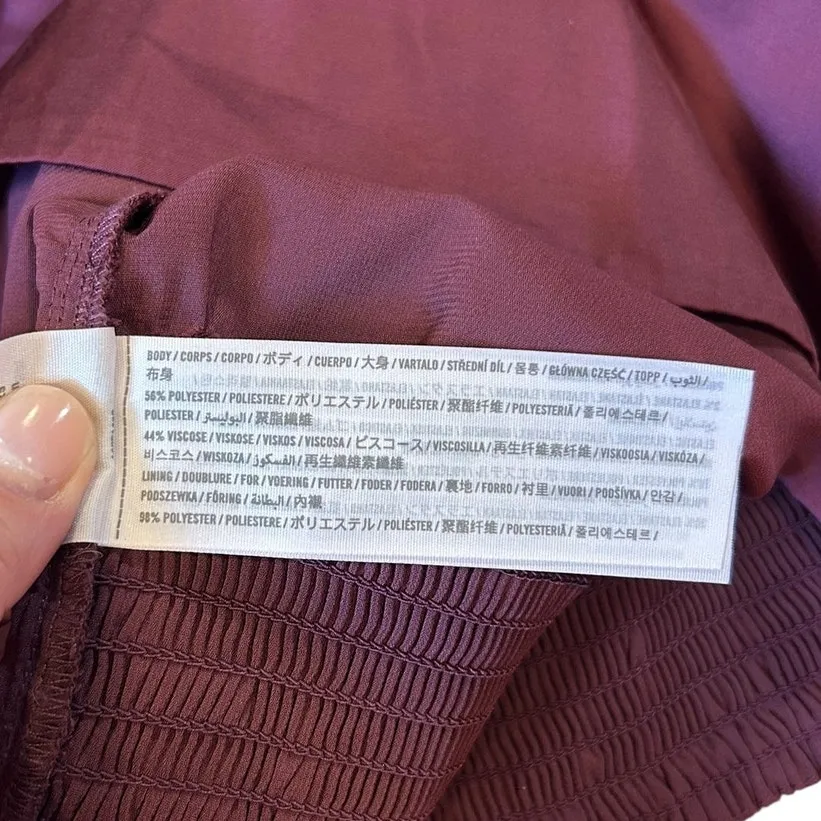 BODY / CORPS / CORPO / ボディ / CUERPO / 大身 / VARTALO / STŘEDNÍ DÍL / 몸통 / GŁÓWNA CZĘŚĆ / TOPP / الثوب /
布身
56% POLYESTER / POLIESTERE / ポリエステル / POLIÉSTER / 聚酯纤维 / POLYESTERIÄ / 폴리에스테르 /
POLIESTER / البوليستر / 聚脂纖維
44% VISCOSE / VISKOSE / VISKOS / VISCOSA / ビスコース / VISCOSILLA / 再生纤维素纤维 / VISKOOSIA / VISKÓZA /
비스코스 / WISKOZA / الفسكوز / 再生纖維素纖維
LINING / DOUBLURE / FOR / VOERING / FUTTER / FODER / FODERA / 裏地 / FORRO / 衬里 / VUORI / PODŠÍVKA / 안감 /
PODSZEWKA / FÔRING / البطانة / 內襯
98% POLYESTER / POLIESTERE / ポリエステル / POLIÉSTER / 聚酯纤维 / POLYESTERIÄ / 폴리에스테르 /